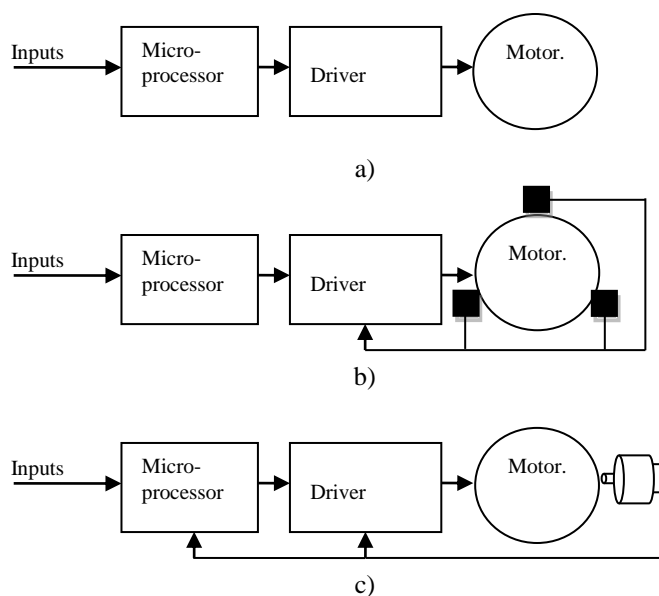 Inputs
Micro-
processor
Driver
Motor.
a)
Inputs
Micro-
processor
Driver
Motor.
b)
Inputs
Micro-
processor
Driver
Motor.
c)